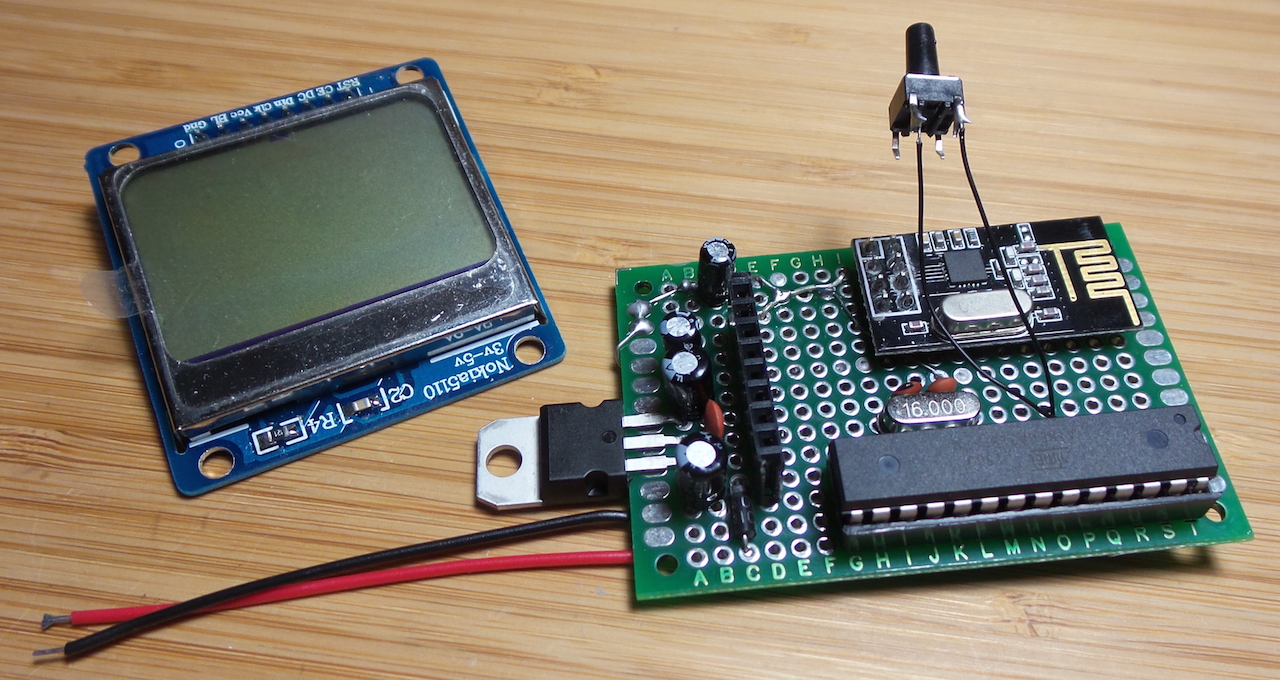 RST CE DC Din Clk Vcc BL Gnd
3v-5v
Nokia5110
R4 C2
16.000
A B
E F G H I
A B C D E F G H I J K L M N O P Q R S T